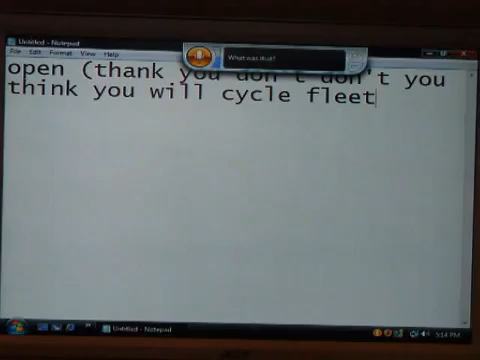 Untitled - Notepad
File Edit Format View Help
What was that?
open (thank you don't don't you
think you will cycle fleet
Untitled - Notepad
5:14 PM